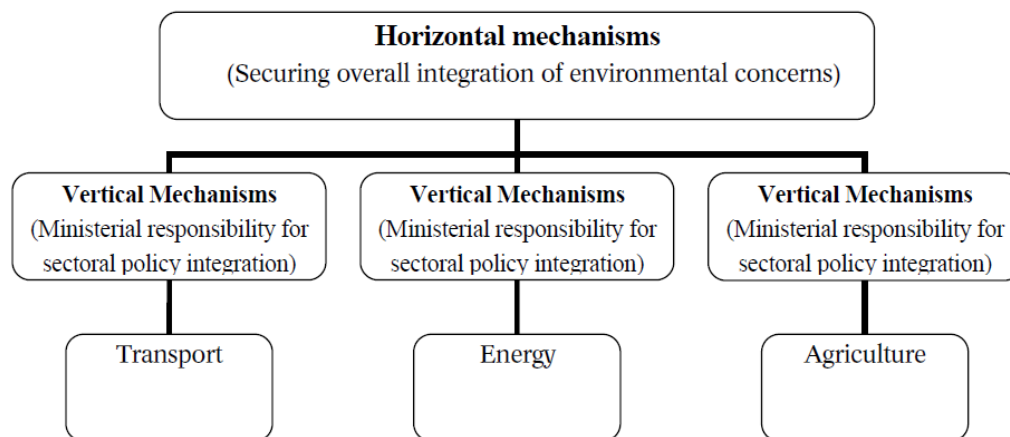 Horizontal mechanisms
(Securing overall integration of environmental concerns)
Vertical Mechanisms
(Ministerial responsibility for
sectoral policy integration)
Vertical Mechanisms
(Ministerial responsibility for
sectoral policy integration)
Vertical Mechanisms
(Ministerial responsibility for
sectoral policy integration)
Transport
Energy
Agriculture